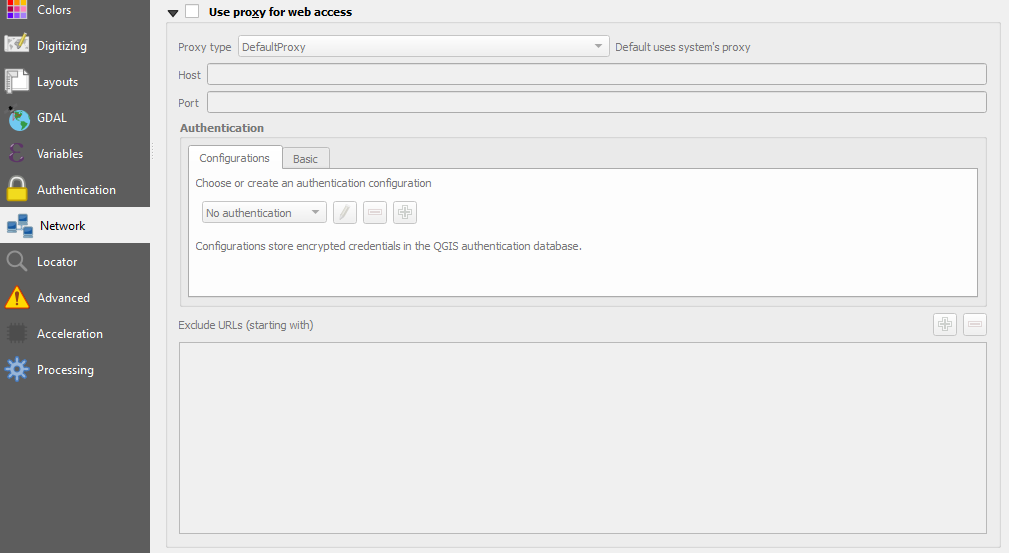 Colors
Digitizing
Layouts
GDAL
Variables
Authentication
Network
Locator
Advanced
Acceleration
Processing
Use proxy for web access
Proxy type DefaultProxy Default uses system's proxy
Host
Port
Authentication
Configurations Basic
Choose or create an authentication configuration
No authentication
Configurations store encrypted credentials in the QGIS authentication database.
Exclude URLs (starting with)